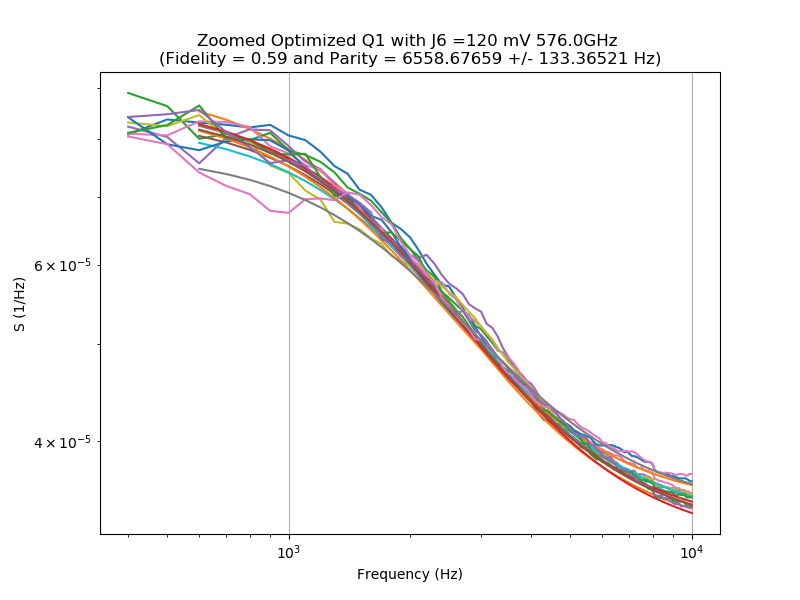 Zoomed Optimized Q1 with J6 =120 mV 576.0GHz
(Fidelity = 0.59 and Parity = 6558.67659 +/- 133.36521 Hz)
6 × 10⁻⁵
S (1/Hz)
4 × 10⁻⁵
10³
10⁴
Frequency (Hz)